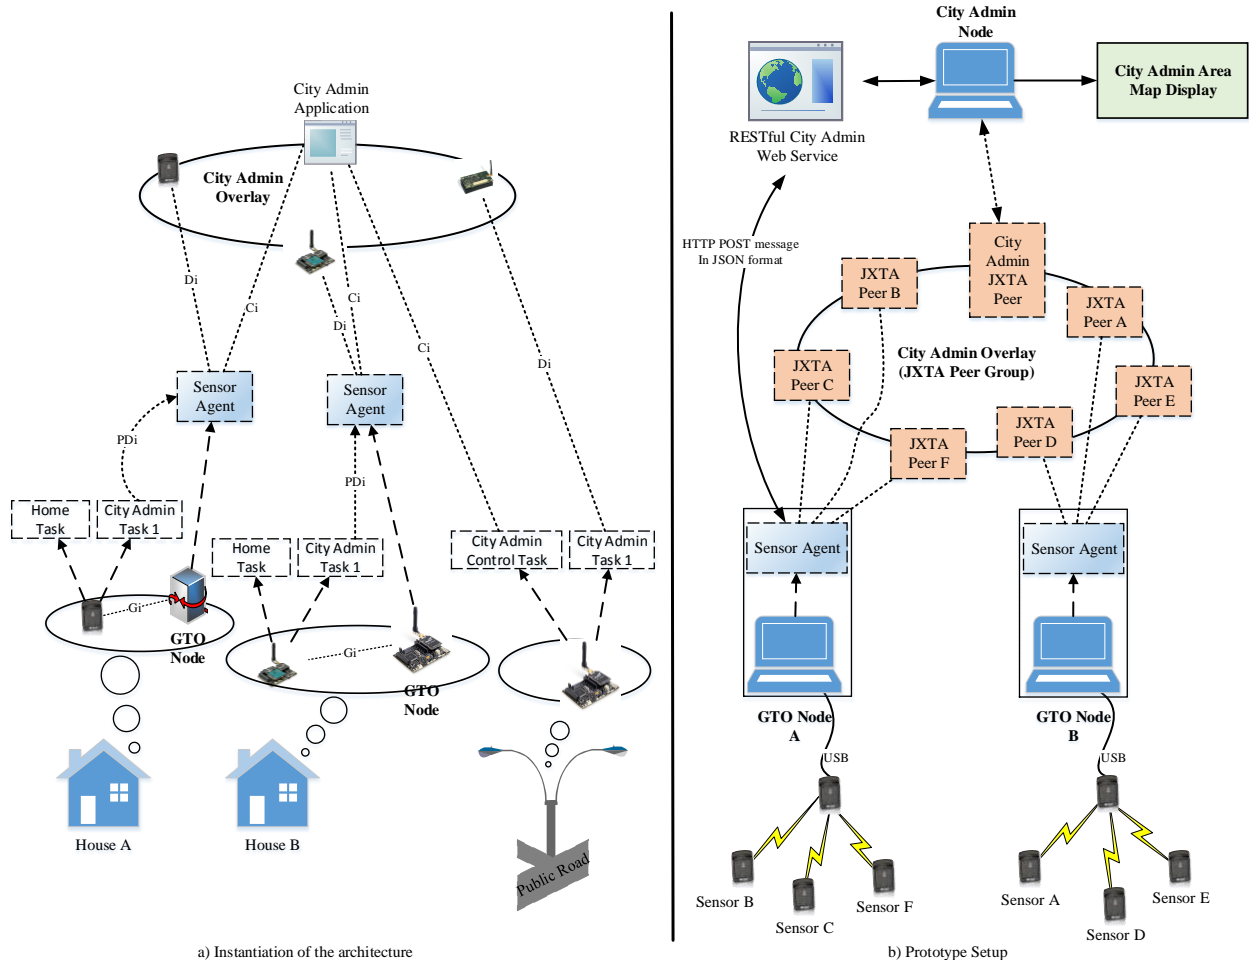 City Admin
Application
City Admin
Overlay
Di
Ci
Ci
Di
Ci
Di
Sensor
Agent
Sensor
Agent
PDi
PDi
Home
Task
City Admin
Task 1
Home
Task
City Admin
Task 1
City Admin
Control Task
City Admin
Task 1
Gi
GTO
Node
Gi
GTO
Node
House A
House B
Public Road
a) Instantiation of the architecture
City Admin
Node
City Admin Area
Map Display
RESTful City Admin
Web Service
HTTP POST message
In JSON format
City
Admin
JXTA
Peer
JXTA
Peer B
JXTA
Peer A
City Admin Overlay
(JXTA Peer Group)
JXTA
Peer C
JXTA
Peer E
JXTA
Peer D
JXTA
Peer F
Sensor Agent
Sensor Agent
GTO Node
A
GTO Node
B
USB
USB
Sensor B
Sensor C
Sensor F
Sensor A
Sensor D
Sensor E
b) Prototype Setup